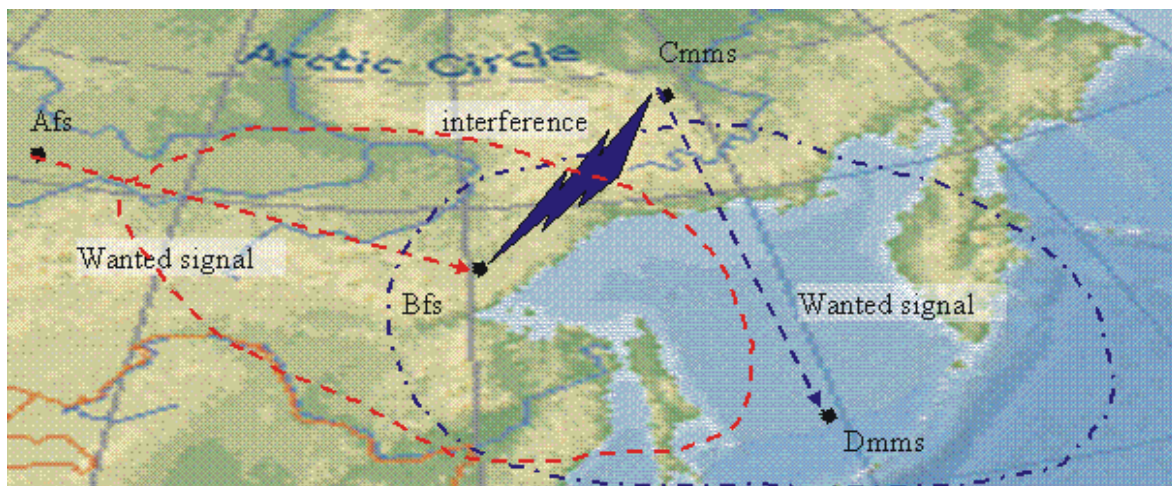 Cmms
Arctic Circle
Afs
interference
Wanted signal
Bfs
Wanted signal
Dmms